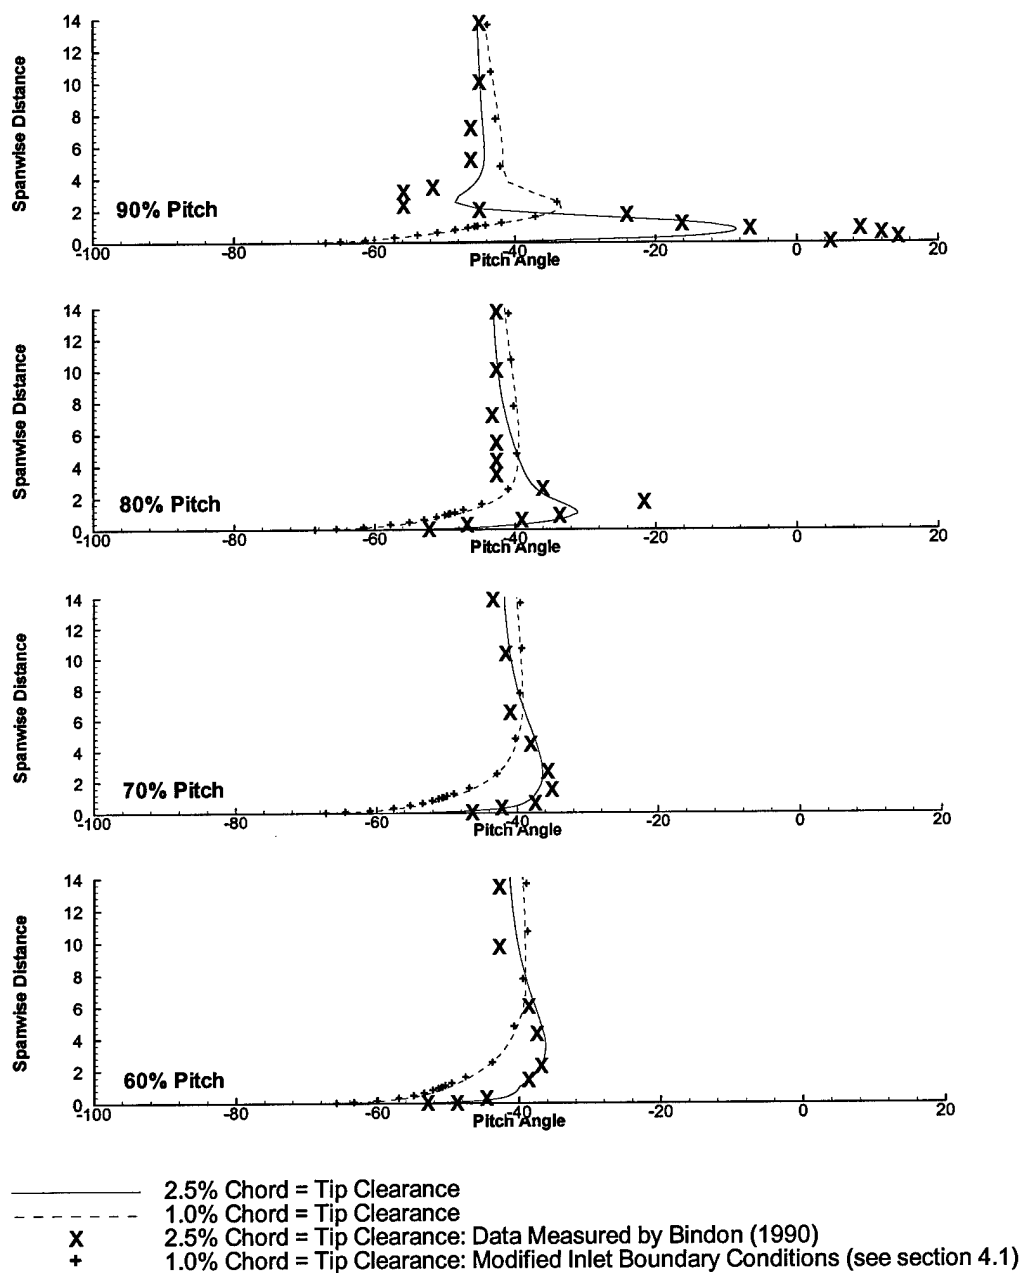 14
12
10
8
6
4
2
0
Spanwise Distance
90% Pitch
-100 -80 -60 -40 -20 0 20
Pitch Angle
14
12
10
8
6
4
2
0
Spanwise Distance
80% Pitch
-100 -80 -60 -40 -20 0 20
Pitch Angle
14
12
10
8
6
4
2
0
Spanwise Distance
70% Pitch
-100 -80 -60 -40 -20 0 20
Pitch Angle
14
12
10
8
6
4
2
0
Spanwise Distance
60% Pitch
-100 -80 -60 -40 -20 0 20
Pitch Angle
2.5% Chord = Tip Clearance
1.0% Chord = Tip Clearance
X 2.5% Chord = Tip Clearance: Data Measured by Bindon (1990)
+ 1.0% Chord = Tip Clearance: Modified Inlet Boundary Conditions (see section 4.1)